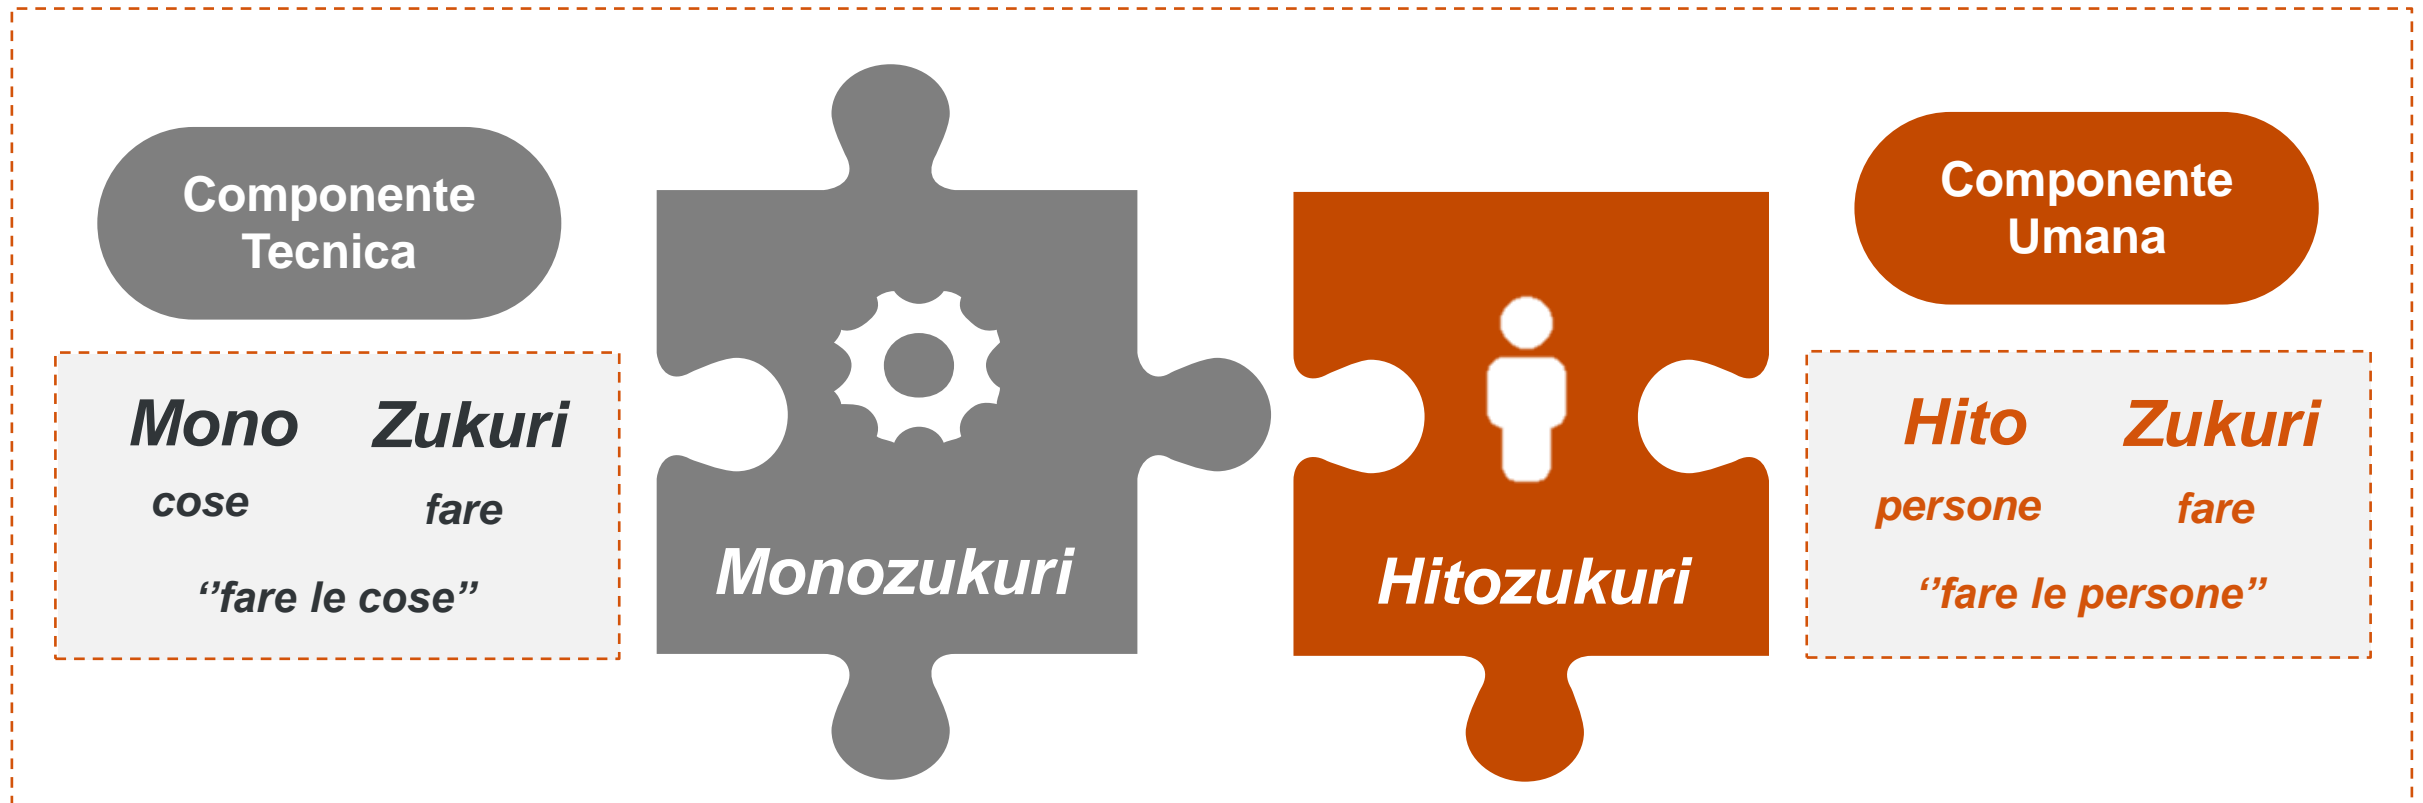 Componente
Tecnica
Mono Zukuri
cose fare
‘’fare le cose’’
Monozukuri
Hitozukuri
Componente
Umana
Hito Zukuri
persone fare
‘’fare le persone’’